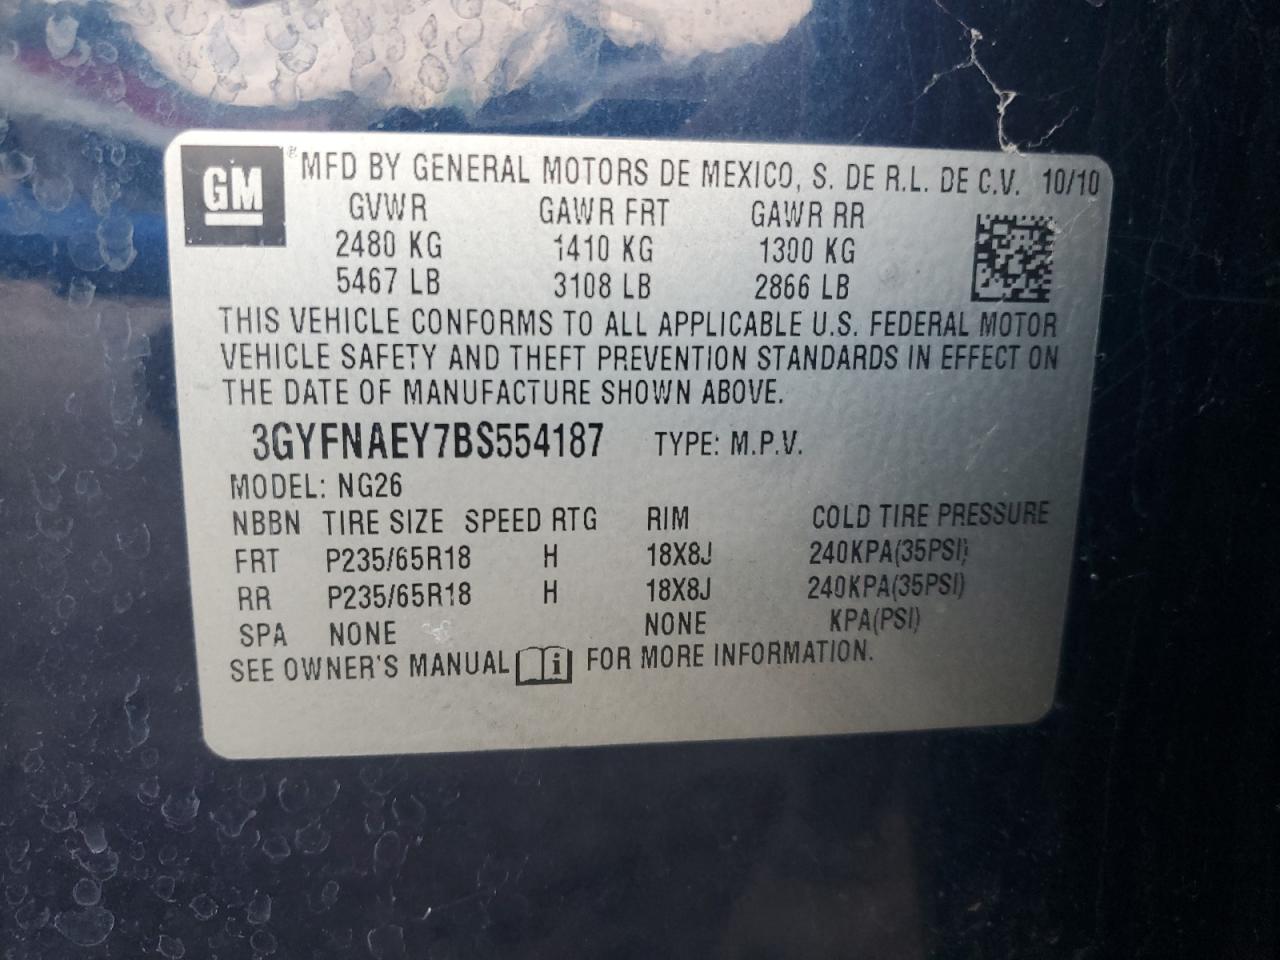 GM ® MFD BY GENERAL MOTORS DE MEXICO, S. DE R.L. DE C.V. 10/10
GVWR GAWR FRT GAWR RR
2480 KG 1410 KG 1300 KG
5467 LB 3108 LB 2866 LB
THIS VEHICLE CONFORMS TO ALL APPLICABLE U.S. FEDERAL MOTOR
VEHICLE SAFETY AND THEFT PREVENTION STANDARDS IN EFFECT ON
THE DATE OF MANUFACTURE SHOWN ABOVE.
3GYFNAEY7BS554187 TYPE: M.P.V.
MODEL: NG26
NBBN TIRE SIZE SPEED RTG RIM COLD TIRE PRESSURE
FRT P235/65R18 H 18X8J 240KPA(35PSI)
RR P235/65R18 H 18X8J 240KPA(35PSI)
SPA NONE NONE KPA(PSI)
SEE OWNER'S MANUAL i FOR MORE INFORMATION.